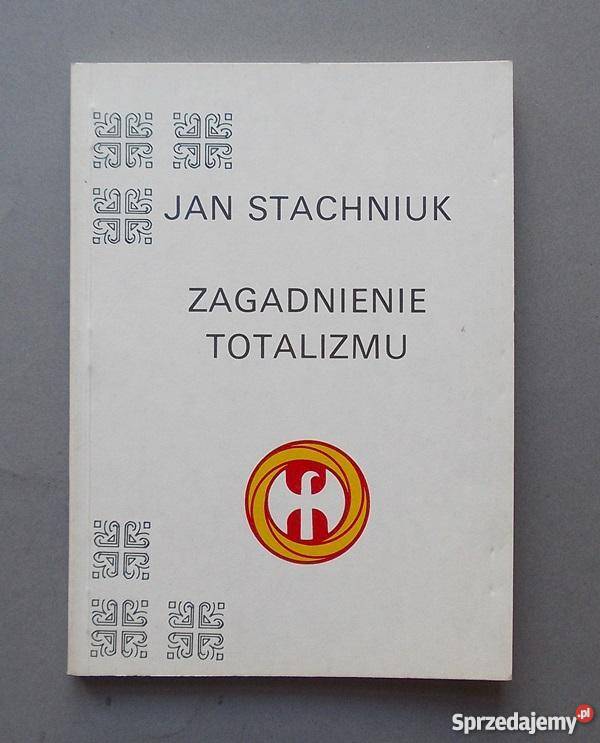 JAN STACHNIUK
ZAGADNIENIE
TOTALIZMU
Sprzedajemy.pl